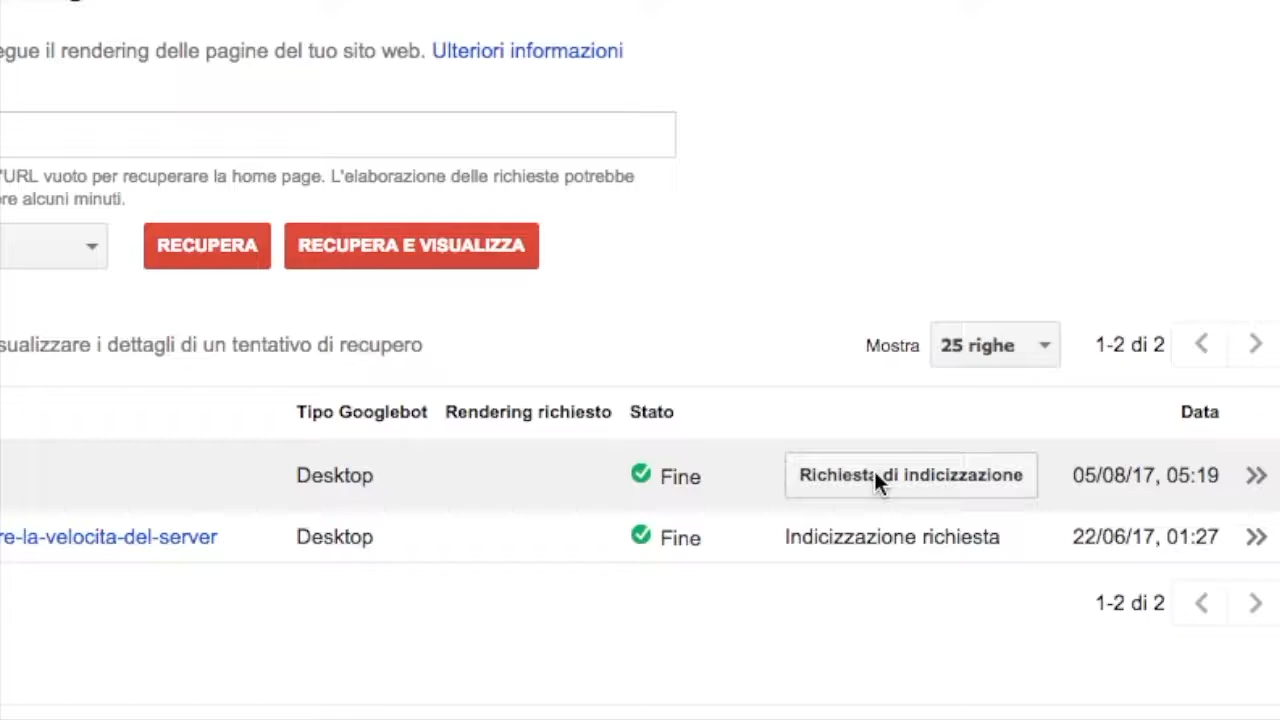 egue il rendering delle pagine del tuo sito web. Ulteriori informazioni
'URL vuoto per recuperare la home page. L'elaborazione delle richieste potrebbe
re alcuni minuti.
RECUPERA RECUPERA E VISUALIZZA
sualizzare i dettagli di un tentativo di recupero Mostra 25 righe 1-2 di 2
Tipo Googlebot Rendering richiesto Stato Data
Desktop Fine Richiesta di indicizzazione 05/08/17, 05:19
re-la-velocita-del-server Desktop Fine Indicizzazione richiesta 22/06/17, 01:27
1-2 di 2